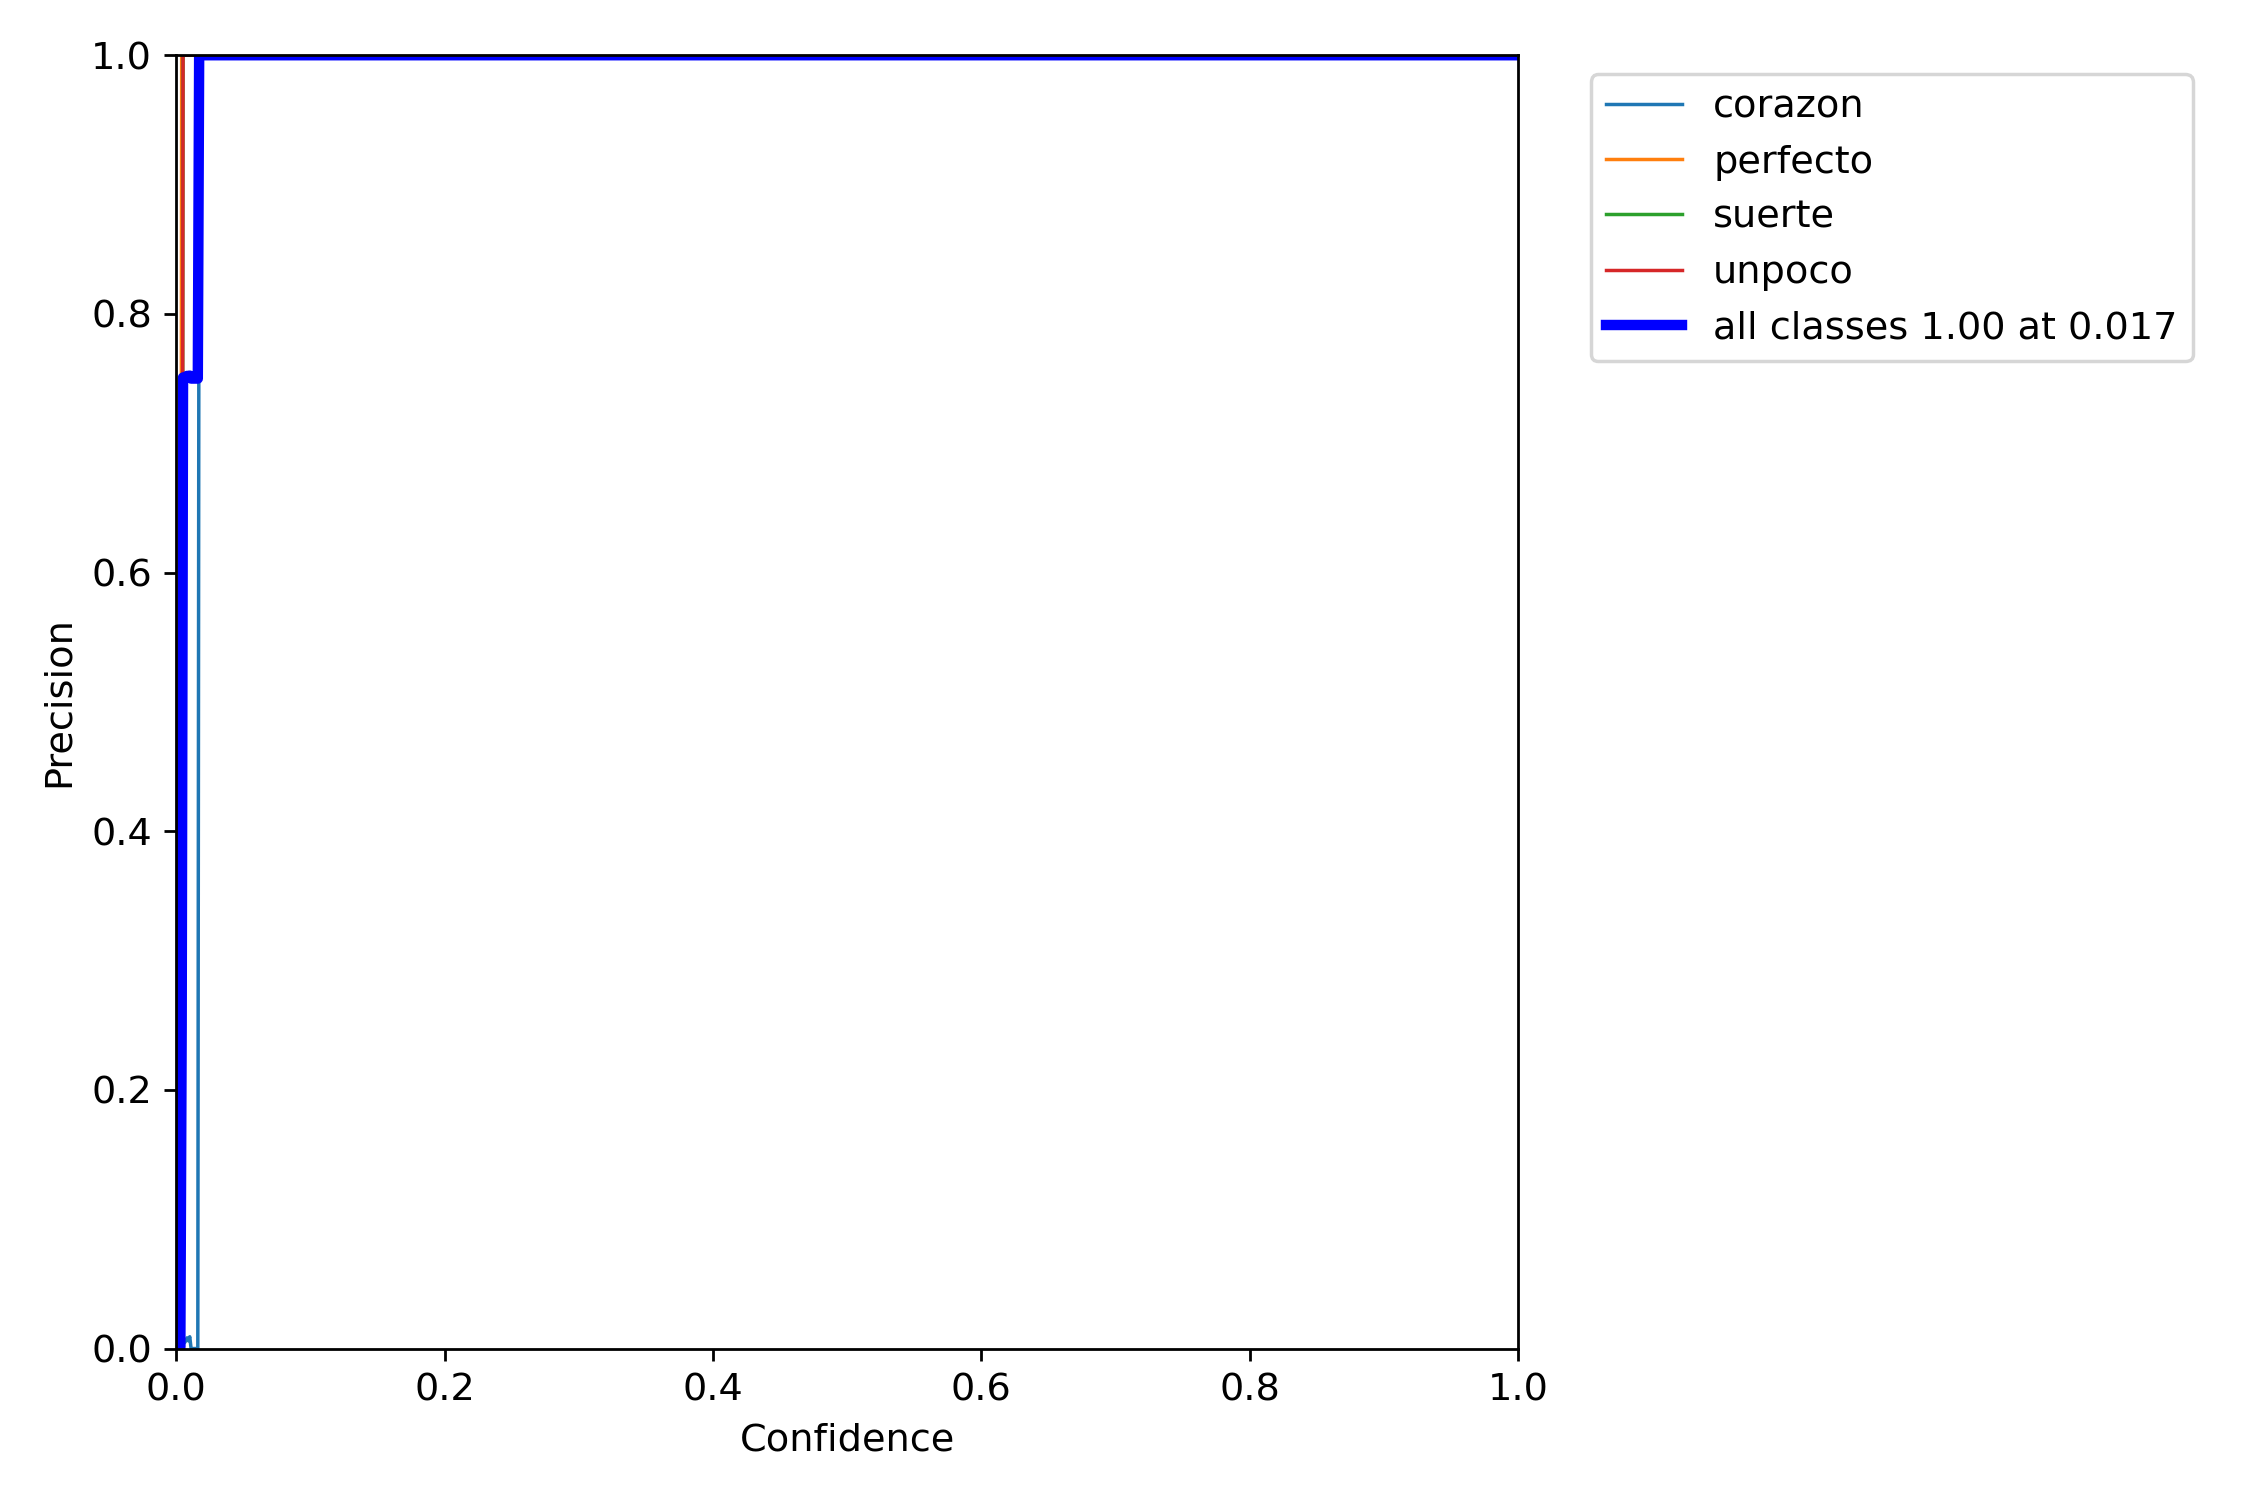 1.0
0.8
0.6
0.4
0.2
0.0
Precision
0.0 0.2 0.4 0.6 0.8 1.0
Confidence
corazon
perfecto
suerte
unpoco
all classes 1.00 at 0.017